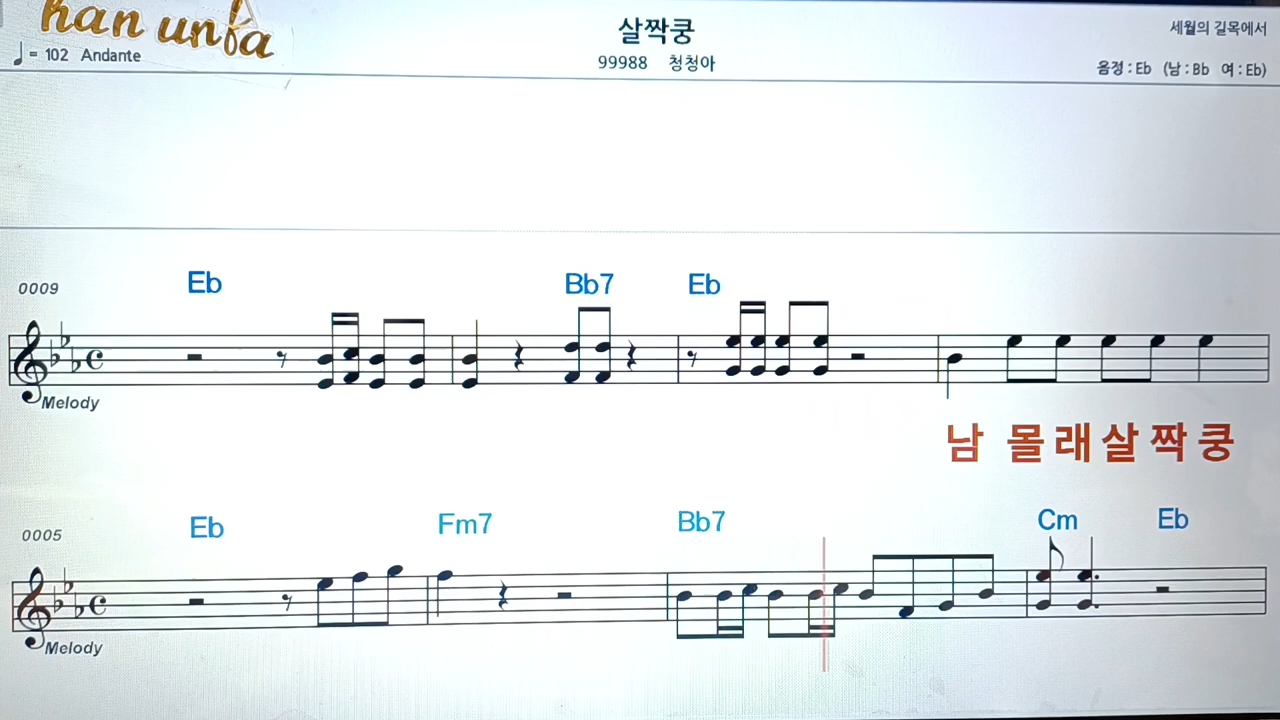 han unfa
♩= 102 Andante
살짝쿵
99988 청청아
세월의 길목에서
음정 : Eb (남 : Bb 여 : Eb)
0009
Eb Bb7 Eb
Melody
남 몰래살짝쿵
0005
Eb Fm7 Bb7 Cm Eb
Melody